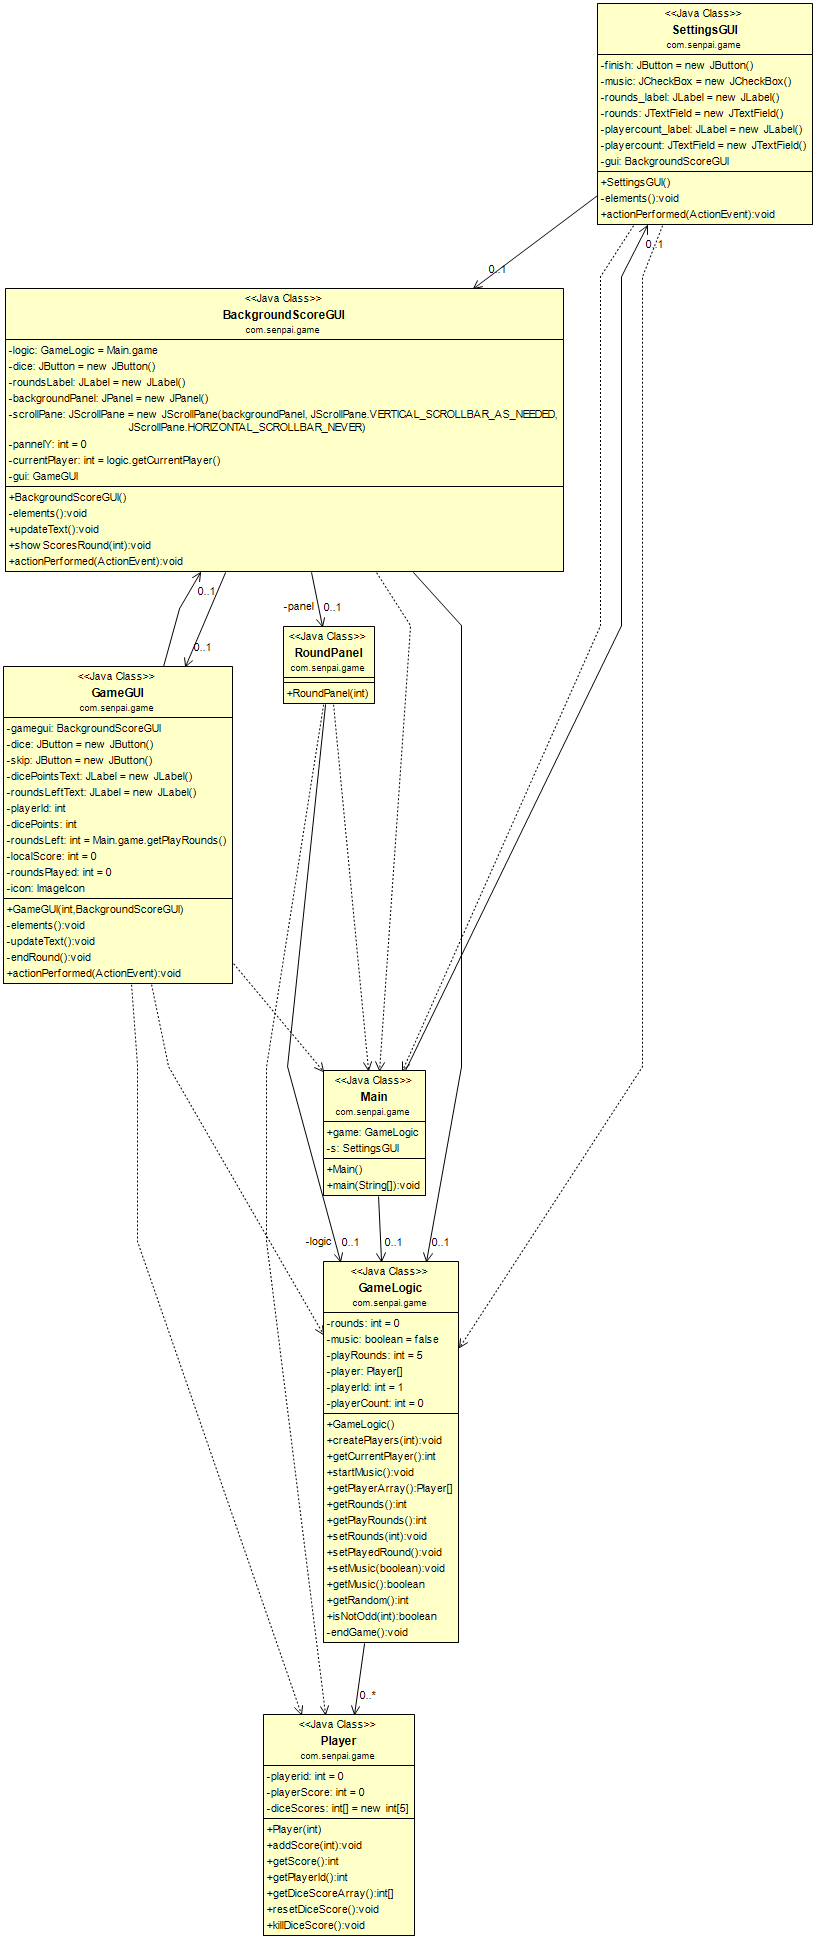 <<Java Class>>
SettingsGUI
com.senpai.game
-finish: JButton = new JButton()
-music: JCheckBox = new JCheckBox()
-rounds_label: JLabel = new JLabel()
-rounds: JTextField = new JTextField()
-playercount_label: JLabel = new JLabel()
-playercount: JTextField = new JTextField()
-gui: BackgroundScoreGUI
+SettingsGUI()
-elements():void
+actionPerformed(ActionEvent):void
0..1
0..1
<<Java Class>>
BackgroundScoreGUI
com.senpai.game
-logic: GameLogic = Main.game
-dice: JButton = new JButton()
-roundsLabel: JLabel = new JLabel()
-backgroundPanel: JPanel = new JPanel()
-scrollPane: JScrollPane = new JScrollPane(backgroundPanel, JScrollPane.VERTICAL_SCROLLBAR_AS_NEEDED,
JScrollPane.HORIZONTAL_SCROLLBAR_NEVER)
-pannelY: int = 0
-currentPlayer: int = logic.getCurrentPlayer()
-gui: GameGUI
+BackgroundScoreGUI()
-elements():void
+updateText():void
+showScoresRound(int):void
+actionPerformed(ActionEvent):void
0..1
0..1
-panel 0..1
<<Java Class>>
RoundPanel
com.senpai.game
+RoundPanel(int)
<<Java Class>>
GameGUI
com.senpai.game
-gamegui: BackgroundScoreGUI
-dice: JButton = new JButton()
-skip: JButton = new JButton()
-dicePointsText: JLabel = new JLabel()
-roundsLeftText: JLabel = new JLabel()
-playerId: int
-dicePoints: int
-roundsLeft: int = Main.game.getPlayRounds()
-localScore: int = 0
-roundsPlayed: int = 0
-icon: ImageIcon
+GameGUI(int,BackgroundScoreGUI)
-elements():void
-updateText():void
-endRound():void
+actionPerformed(ActionEvent):void
<<Java Class>>
Main
com.senpai.game
+game: GameLogic
-s: SettingsGUI
+Main()
+main(String[]):void
-logic 0..1 0..1 0..1
<<Java Class>>
GameLogic
com.senpai.game
-rounds: int = 0
-music: boolean = false
-playRounds: int = 5
-player: Player[]
-playerId: int = 1
-playerCount: int = 0
+GameLogic()
+createPlayers(int):void
+getCurrentPlayer():int
+startMusic():void
+getPlayerArray():Player[]
+getRounds():int
+getPlayRounds():int
+setRounds(int):void
+setPlayedRound():void
+setMusic(boolean):void
+getMusic():boolean
+getRandom():int
+isNotOdd(int):boolean
-endGame():void
0..*
<<Java Class>>
Player
com.senpai.game
-playerid: int = 0
-playerScore: int = 0
-diceScores: int[] = new int[5]
+Player(int)
+addScore(int):void
+getScore():int
+getPlayerId():int
+getDiceScoreArray():int[]
+resetDiceScore():void
+killDiceScore():void